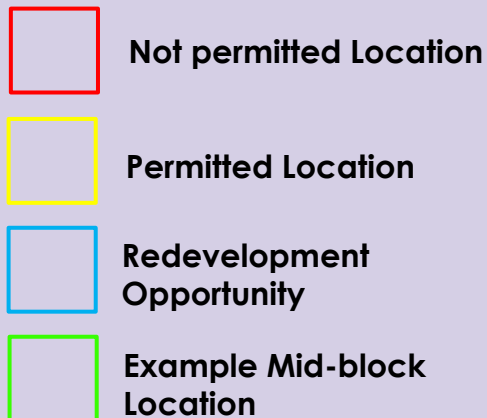 Not permitted Location
Permitted Location
Redevelopment
Opportunity
Example Mid-block
Location